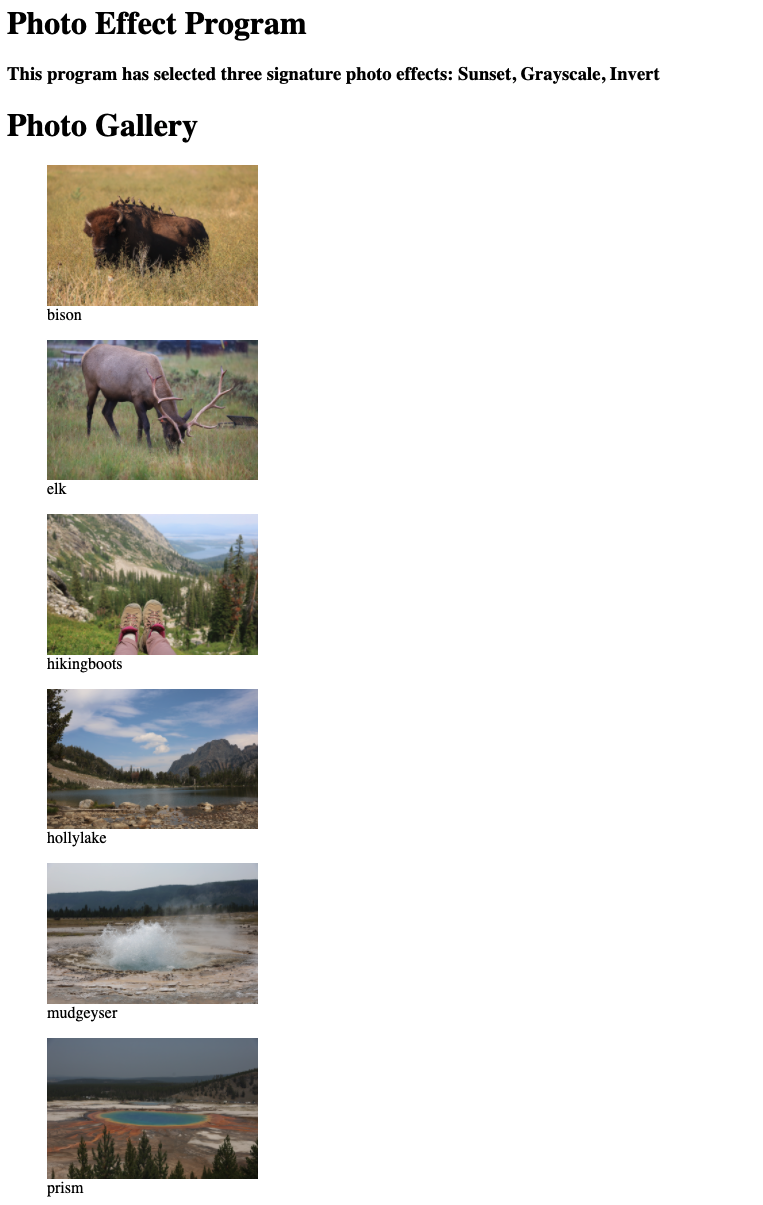 Photo Effect Program
This program has selected three signature photo effects: Sunset, Grayscale, Invert
Photo Gallery
bison
elk
hikingboots
hollylake
mudgeyser
prism